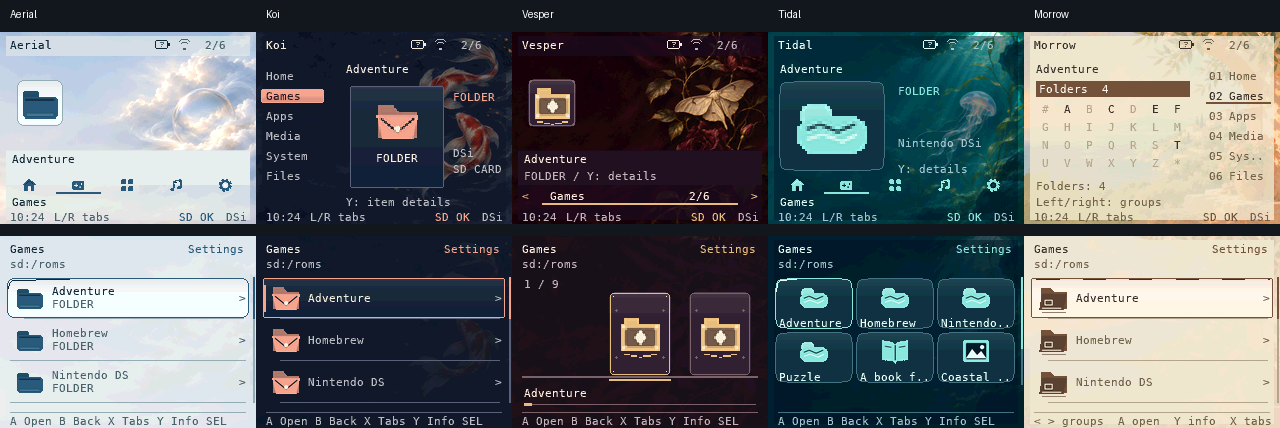 Aerial
Aerial 2/6
Adventure
Games
10:24 L/R tabs SD OK DSi
Games Settings
sd:/roms
Adventure
FOLDER >
Homebrew
FOLDER >
Nintendo DS
FOLDER >
A Open B Back X Tabs Y Info SEL
Koi
Koi 2/6
Home
Games
Apps
Media
System
Files
Adventure
FOLDER
FOLDER
DSi
SD CARD
Y: item details
10:24 L/R tabs SD OK DSi
Games Settings
sd:/roms
Adventure >
Homebrew >
Nintendo DS >
A Open B Back X Tabs Y Info SEL
Vesper
Vesper 2/6
Adventure
FOLDER / Y: details
< Games 2/6 >
10:24 L/R tabs SD OK DSi
Games Settings
sd:/roms
1 / 9
Adventure
A Open B Back X Tabs Y Info SEL
Tidal
Tidal 2/6
Adventure
FOLDER
Nintendo DSi
Y: details
Games
10:24 L/R tabs SD OK DSi
Games Settings
sd:/roms
Adventure Homebrew Nintendo..
Puzzle A book f.. Coastal ..
A Open B Back X Tabs Y Info SEL
Morrow
Morrow 2/6
Adventure
Folders 4
# A B C D E F
G H I J K L M
N O P Q R S T
U V W X Y Z *
Folders: 4
Left/right: groups
01 Home
02 Games
03 Apps
04 Media
05 Sys..
06 Files
10:24 L/R tabs SD OK DSi
Games Settings
sd:/roms
Adventure >
Homebrew >
Nintendo DS >
< > groups A open Y info X tabs